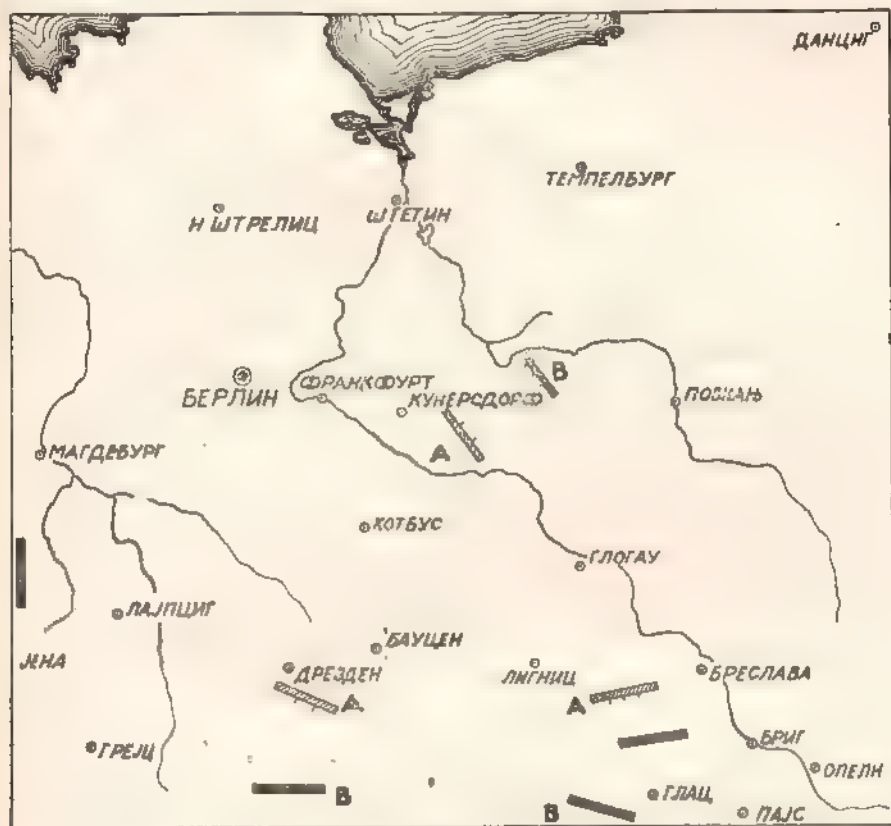 ДАНЦИГ
ТЕМПЕЛБУРГ
Н ШТРЕЛИЦ
ШТЕТИН
В
БЕРЛИН
ФРАНКФУРТ
КУНЕРСДОРФ
ПОЗНАЊ
А
МАГДЕБУРГ
КОТБУС
ГЛОГАУ
ЛАЈПЦИГ
БАУЦЕН
ЈЕНА
ДРЕЗДЕН
ЛИГНИЦ
БРЕСЛАВА
А
А
ГРЕЈЦ
БРИГ
ОПЕЛН
В
В
ГЛАЦ
ПАЈС